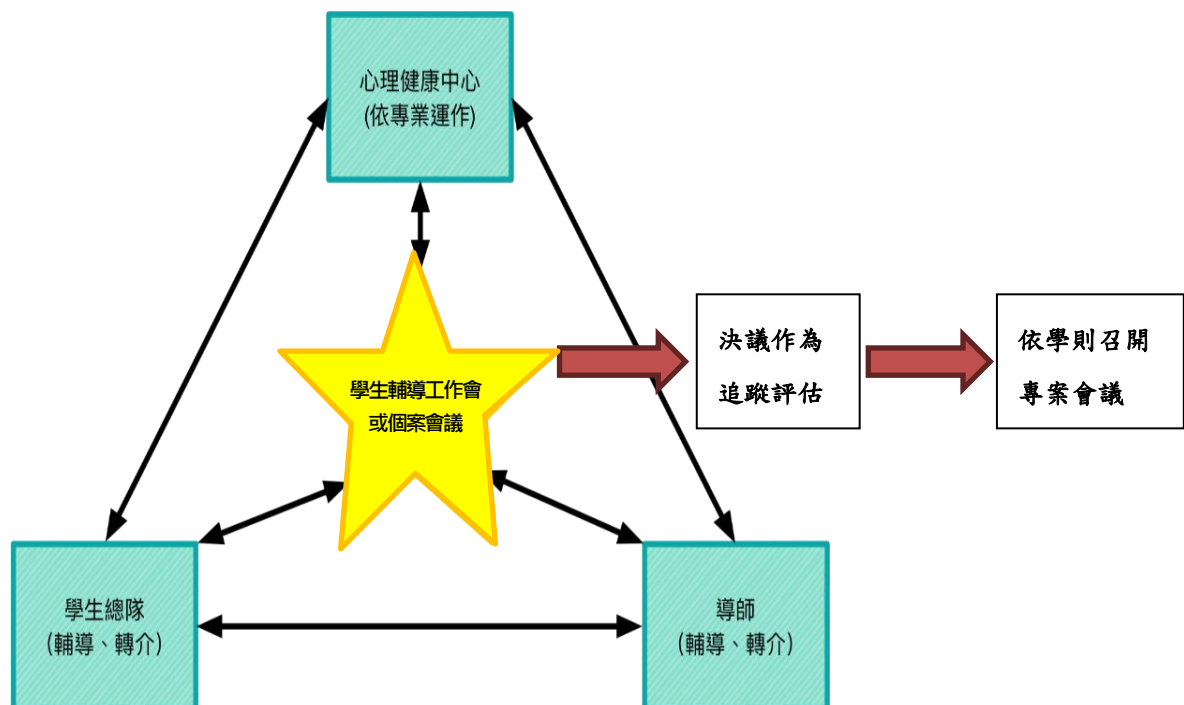 心理健康中心
(依專業運作)
學生輔導工作會
或個案會議
決議作為
追蹤評估
依學則召開
專案會議
學生總隊
(輔導、轉介)
導師
(輔導、轉介)